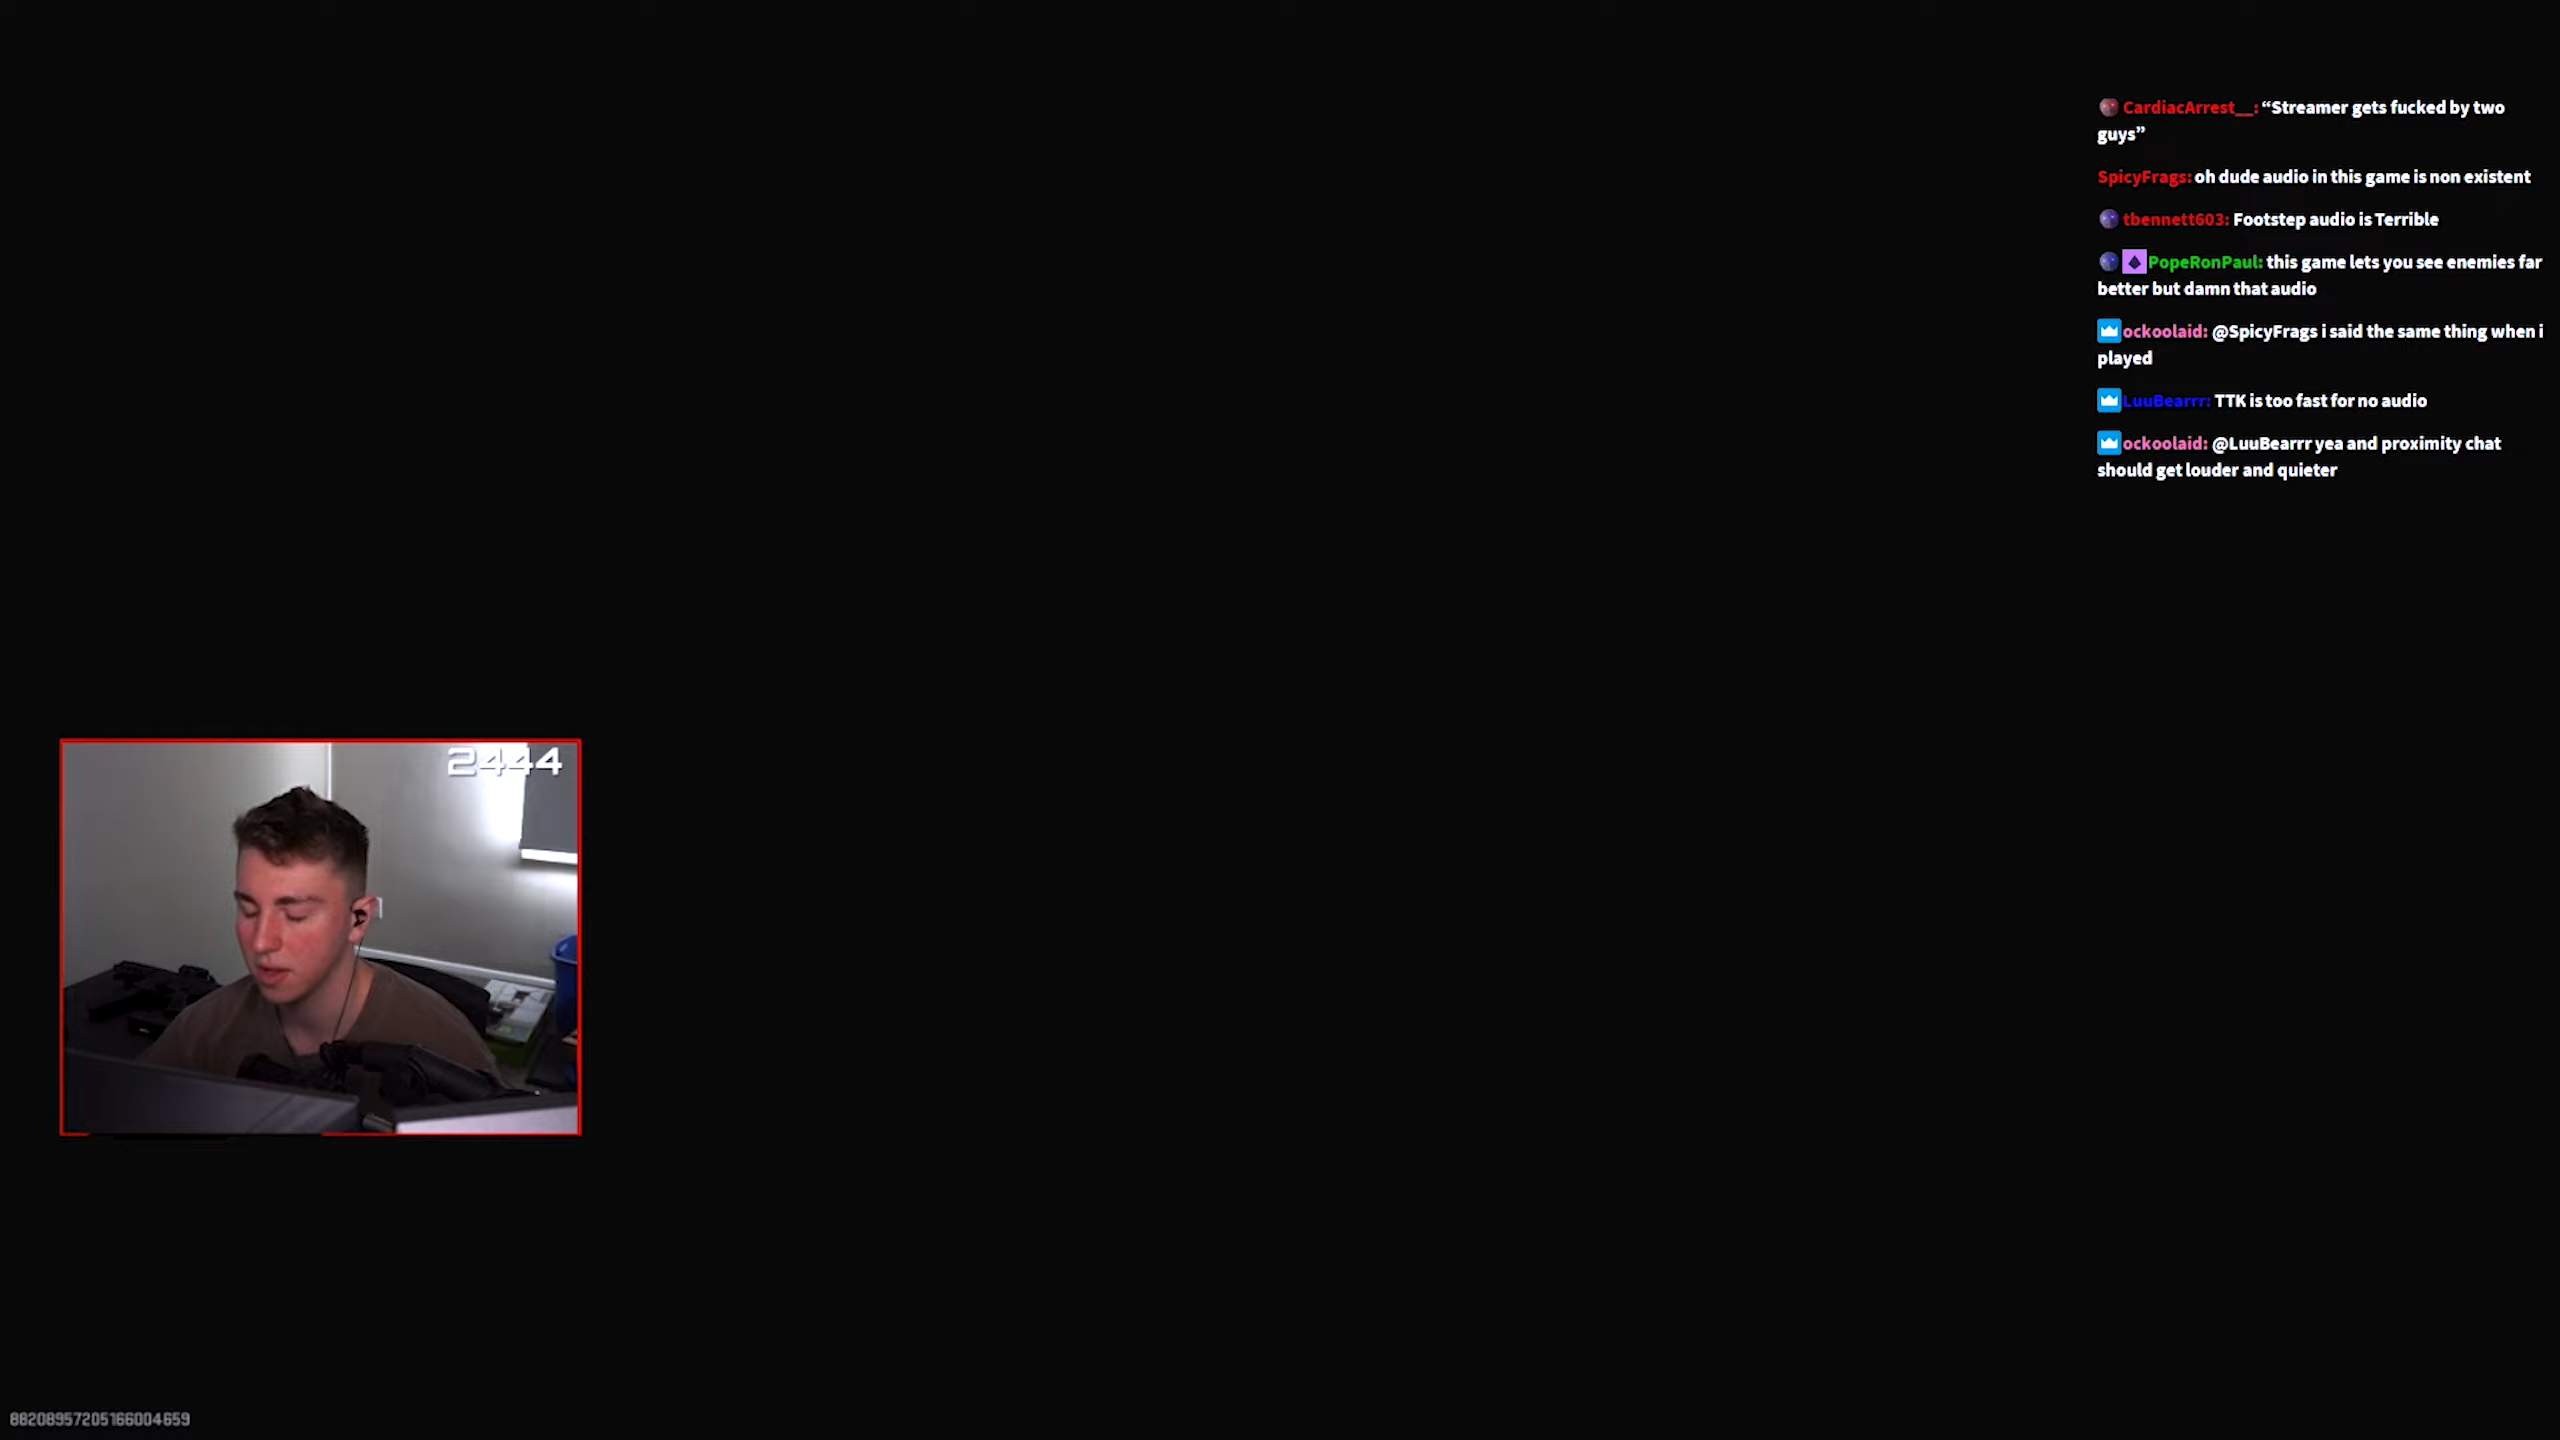 CardiacArrest__: “Streamer gets fucked by two
guys”
SpicyFrags: oh dude audio in this game is non existent
tbennett603: Footstep audio is Terrible
PopeRonPaul: this game lets you see enemies far
better but damn that audio
ockoolaid: @SpicyFrags i said the same thing when i
played
LuuBearrr: TTK is too fast for no audio
ockoolaid: @LuuBearrr yea and proximity chat
should get louder and quieter
2444
88208957205166004659